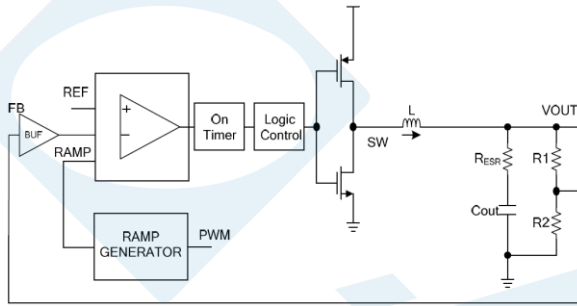 FB
REF
BUF
RAMP
On
Timer
Logic
Control
SW
L
VOUT
RESR
R1
Cout
R2
RAMP
GENERATOR
PWM
+
−